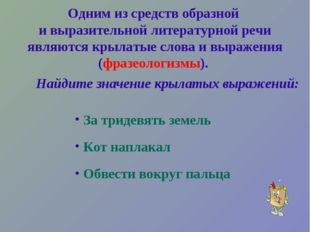 Одним из средств образной
и выразительной литературной речи
являются крылатые слова и выражения
(фразеологизмы).
Найдите значение крылатых выражений:
• За тридевять земель
• Кот наплакал
• Обвести вокруг пальца